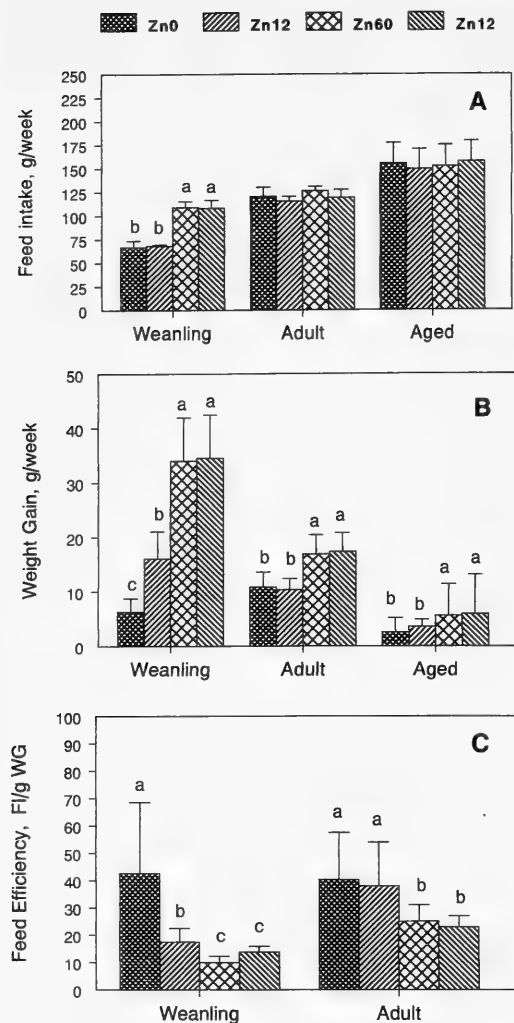 Zn0 Zn12 Zn60 Zn12
A
Feed intake, g/week
250
225
200
175
150
125
100
75
50
25
0
b b a a
Weanling Adult Aged
B
Weight Gain, g/week
50
40
30
20
10
0
c b a a b b a a b b a a
Weanling Adult Aged
C
Feed Efficiency, FI/g WG
100
90
80
70
60
50
40
30
20
10
0
a b c c a a b b
Weanling Adult